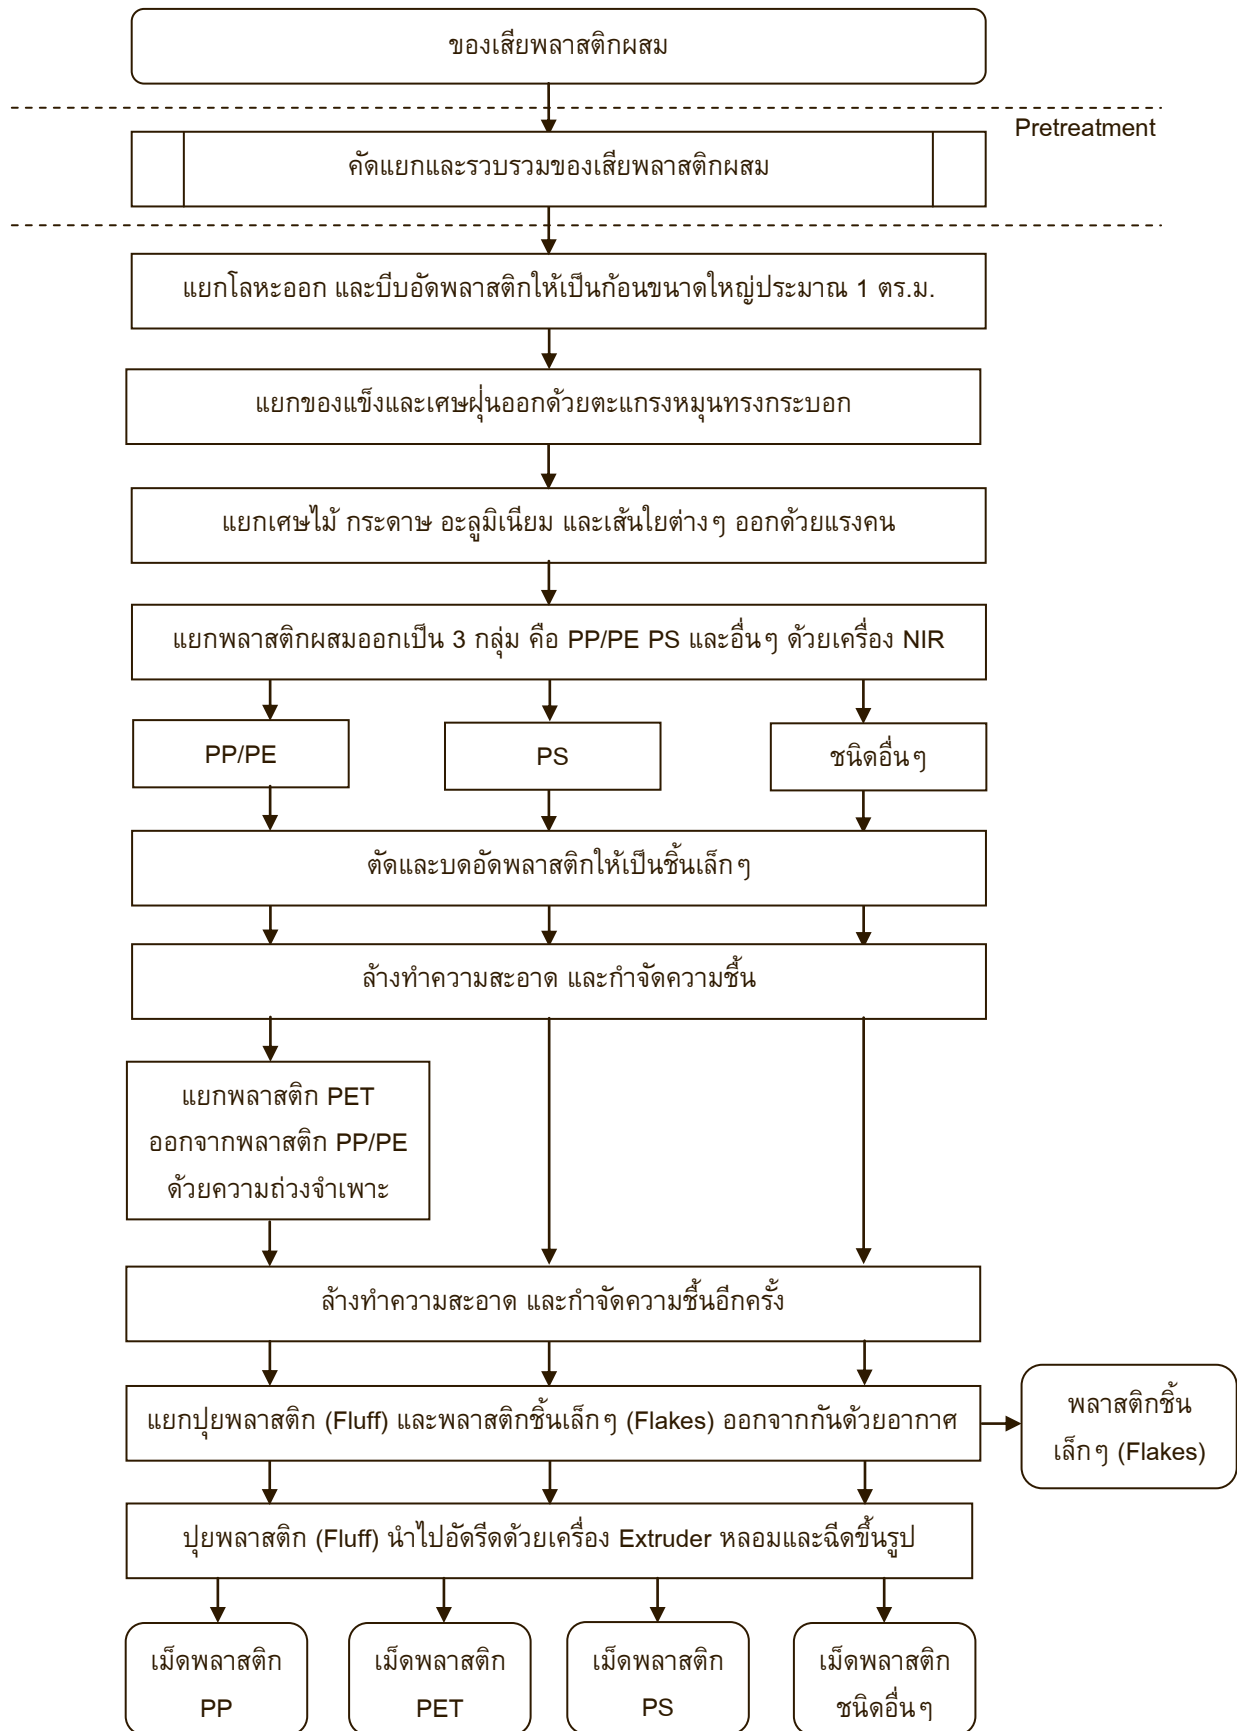 ของเสียพลาสติกผสม
Pretreatment
คัดแยกและรวบรวมของเสียพลาสติกผสม
แยกโลหะออก และบีบอัดพลาสติกให้เป็นก้อนขนาดใหญ่ประมาณ 1 ตร.ม.
แยกของแข็งและเศษฝุ่นออกด้วยตะแกรงหมุนทรงกระบอก
แยกเศษไม้ กระดาษ อะลูมิเนียม และเส้นใยต่างๆ ออกด้วยแรงคน
แยกพลาสติกผสมออกเป็น 3 กลุ่ม คือ PP/PE PS และอื่นๆ ด้วยเครื่อง NIR
PP/PE
PS
ชนิดอื่นๆ
ตัดและบดอัดพลาสติกให้เป็นชิ้นเล็กๆ
ล้างทำความสะอาด และกำจัดความชื้น
แยกพลาสติก PET
ออกจากพลาสติก PP/PE
ด้วยความถ่วงจำเพาะ
ล้างทำความสะอาด และกำจัดความชื้นอีกครั้ง
แยกปุยพลาสติก (Fluff) และพลาสติกชิ้นเล็กๆ (Flakes) ออกจากกันด้วยอากาศ
พลาสติกชิ้น
เล็กๆ (Flakes)
ปุยพลาสติก (Fluff) นำไปอัดรีดด้วยเครื่อง Extruder หลอมและฉีดขึ้นรูป
เม็ดพลาสติก
PP
เม็ดพลาสติก
PET
เม็ดพลาสติก
PS
เม็ดพลาสติก
ชนิดอื่นๆ